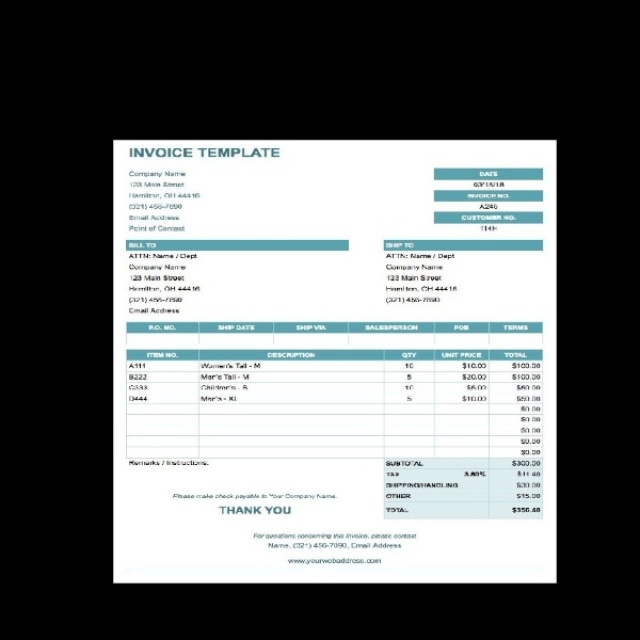 INVOICE TEMPLATE
Company Name
DATE
123 Main Street
03/15/18
Hamilton, OH 44416
INVOICE NO.
(321) 456-7890
A246
Email Address
CUSTOMER NO.
Point of Contact
BILL TO
SHIP TO
ATTN: Name / Dept
ATTN: Name / Dept
Company Name
Company Name
123 Main Street
123 Main Street
Hamilton, OH 44416
Hamilton, OH 44416
(321) 456-7890
(321) 456-7890
Email Address
P.O. NO. SHIP DATE SHIP VIA SALESPERSON FOB TERMS
ITEM NO. DESCRIPTION QTY UNIT PRICE TOTAL
A111 Women's Tall - M 10 $10.00 $100.00
B222 Men's Tall - M 5 $20.00 $100.00
C333 Children's - S 10 $5.00 $50.00
D444 Men's - XL 5 $10.00 $50.00
$0.00
$0.00
$0.00
$0.00
$0.00
Remarks / Instructions:
SUBTOTAL $300.00
TAX 3.80% $11.40
SHIPPING/HANDLING $30.00
Please make check payable to Your Company Name.
OTHER $15.00
THANK YOU
TOTAL $356.40
For questions concerning this invoice, please contact
Name, (321) 456-7890, Email Address
www.yourwebaddress.com